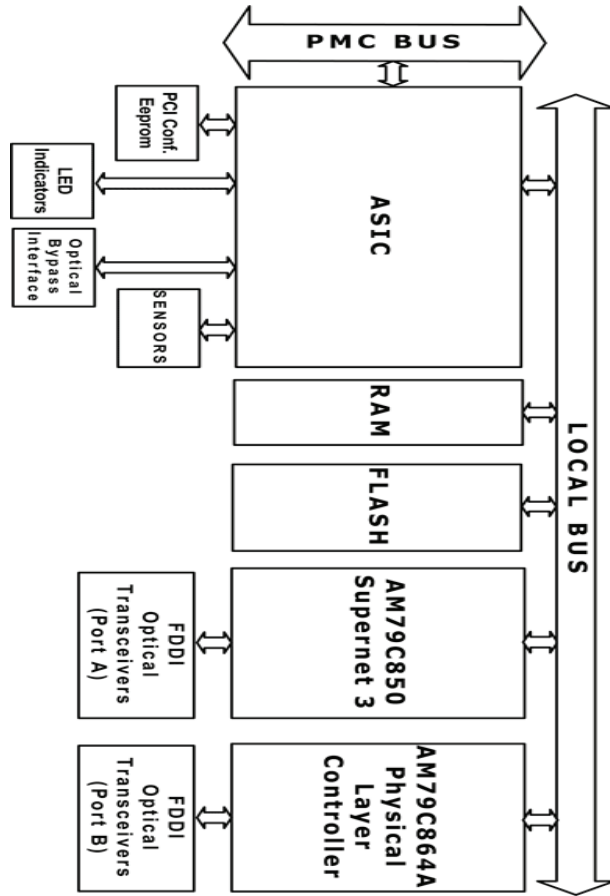 PMC BUS
PCI Conf.
Eeprom
LED
Indicators
Optical
Bypass
Interface
SENSORS
ASIC
RAM
FLASH
LOCAL BUS
AM79C850
Supernet 3
FDDI
Optical
Transceivers
(Port A)
AM79C864A
Physical
Layer
Controller
FDDI
Optical
Transceivers
(Port B)